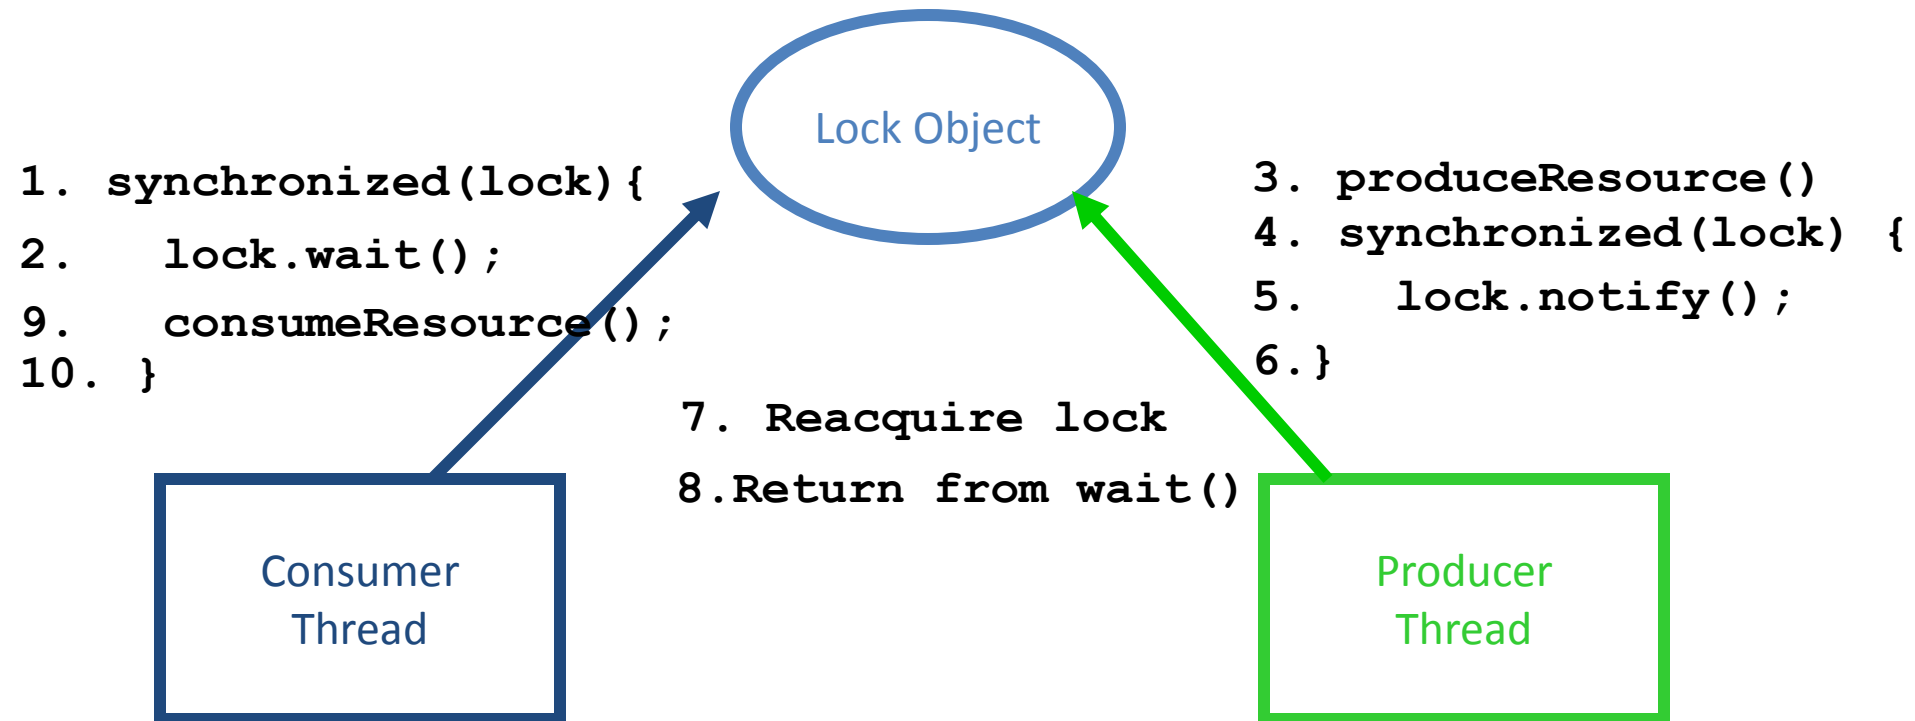 Lock Object
1. synchronized(lock){
2.   lock.wait();
9.   consumeResource();
10. }
3. produceResource()
4. synchronized(lock) {
5.   lock.notify();
6.}
7. Reacquire lock
8.Return from wait()
Consumer
Thread
Producer
Thread